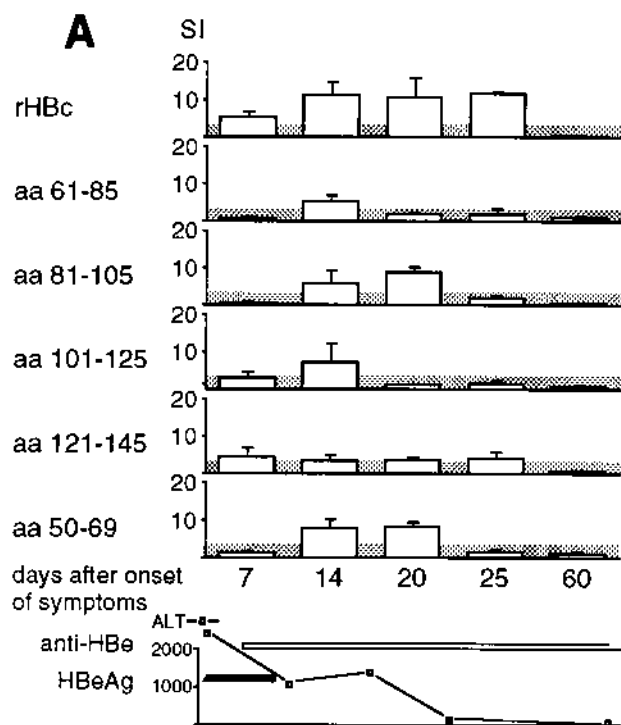 A
SI
rHBc 20 10
aa 61-85 20 10
aa 81-105 20 10
aa 101-125 20 10
aa 121-145 20 10
aa 50-69 20 10
days after onset 7 14 20 25 60
of symptoms
ALT
anti-HBe 2000
HBeAg 1000